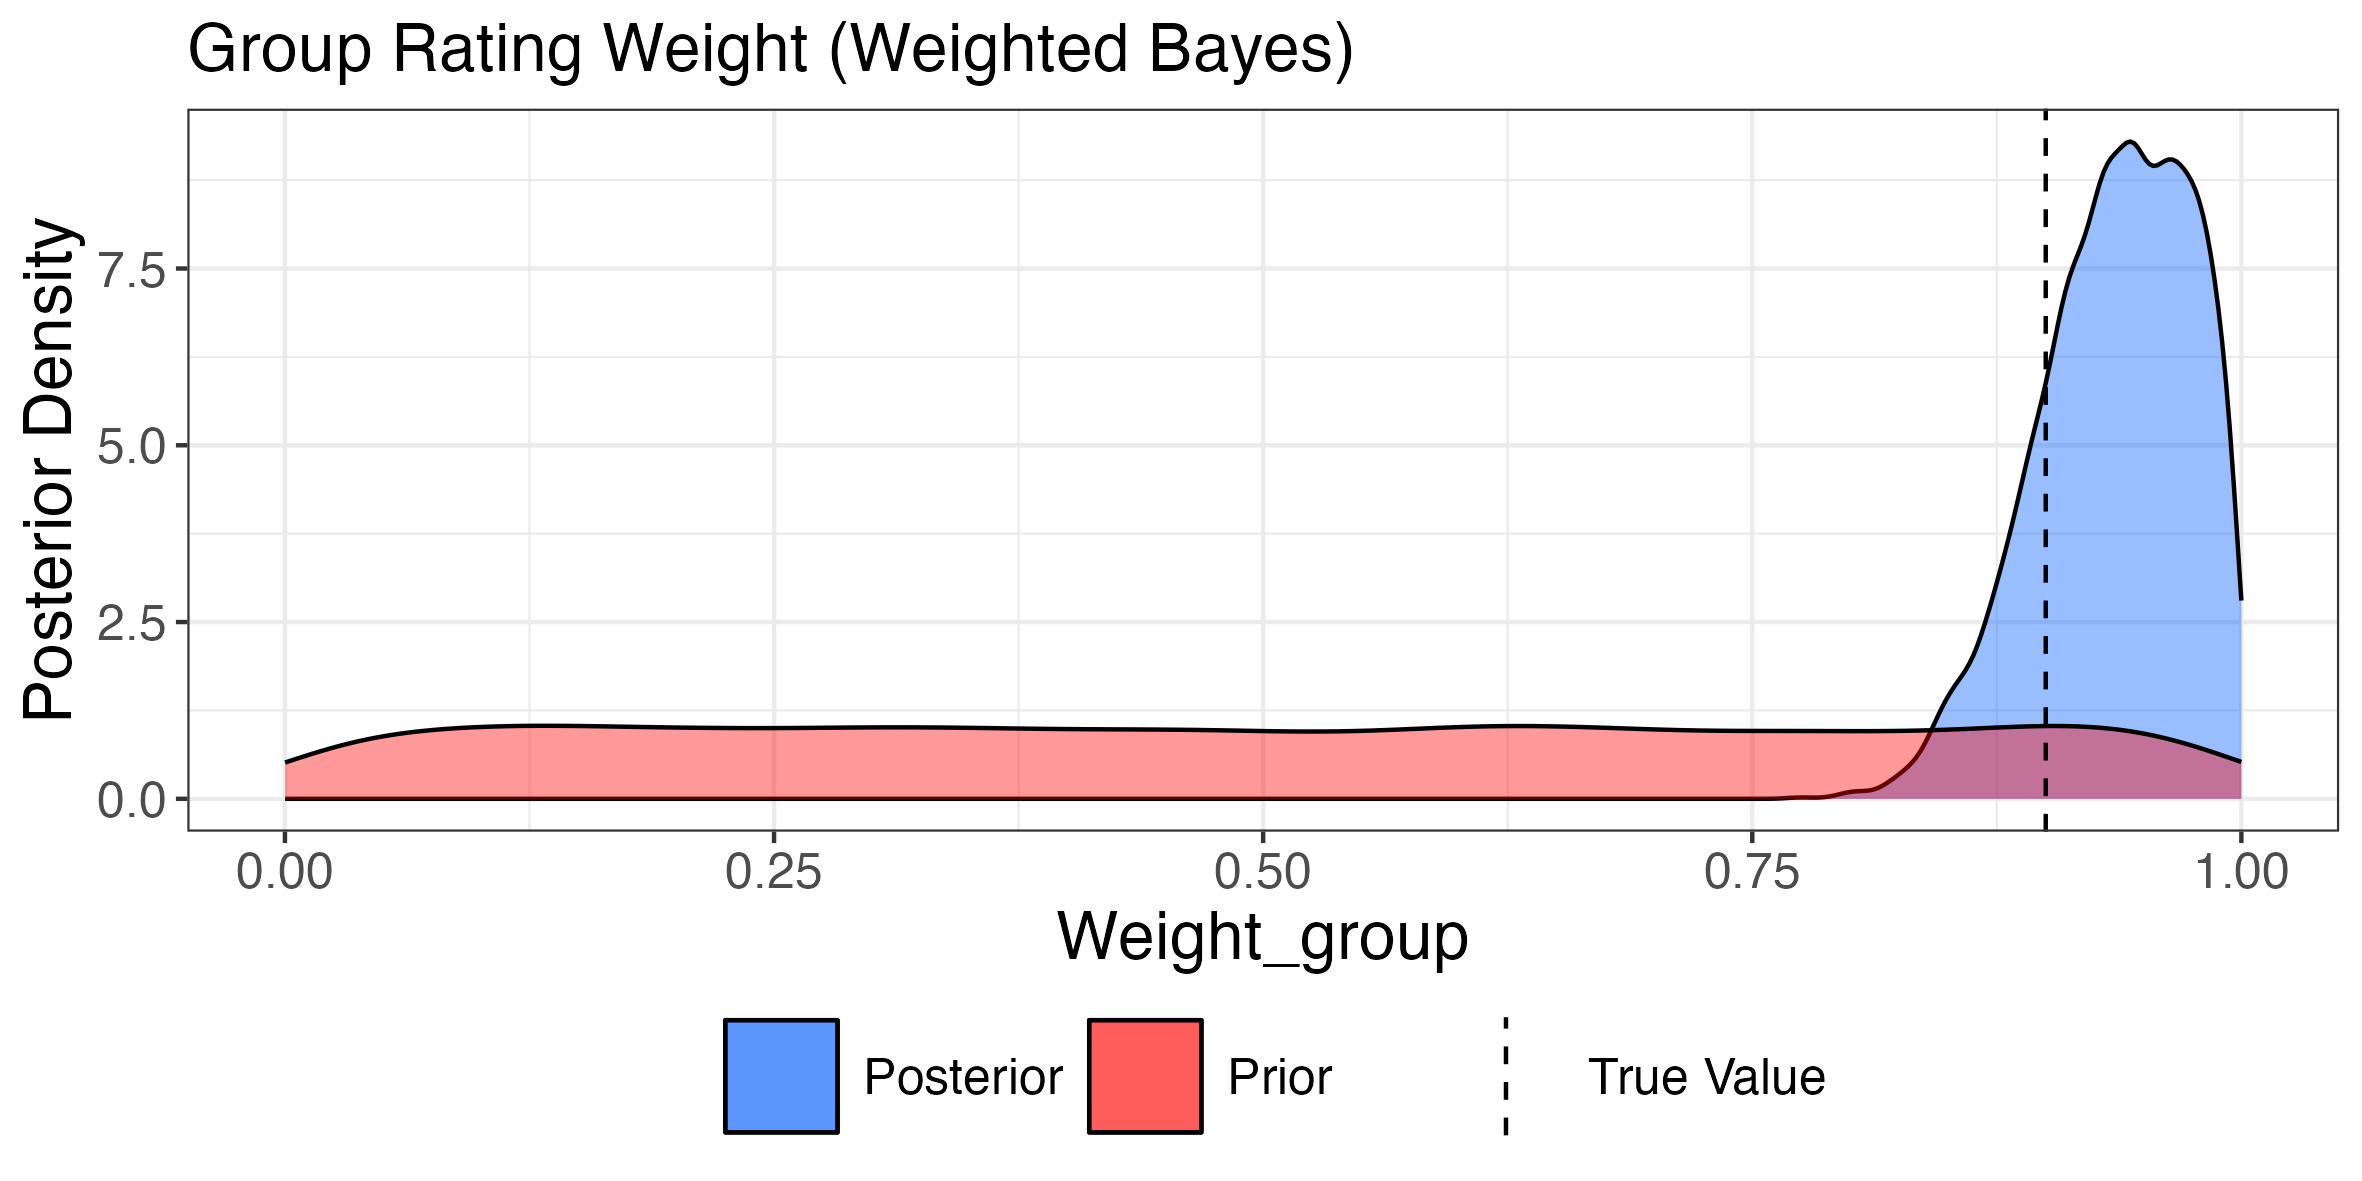 Group Rating Weight (Weighted Bayes)
Posterior Density
7.5
5.0
2.5
0.0
0.00 0.25 0.50 0.75 1.00
Weight_group
Posterior Prior True Value